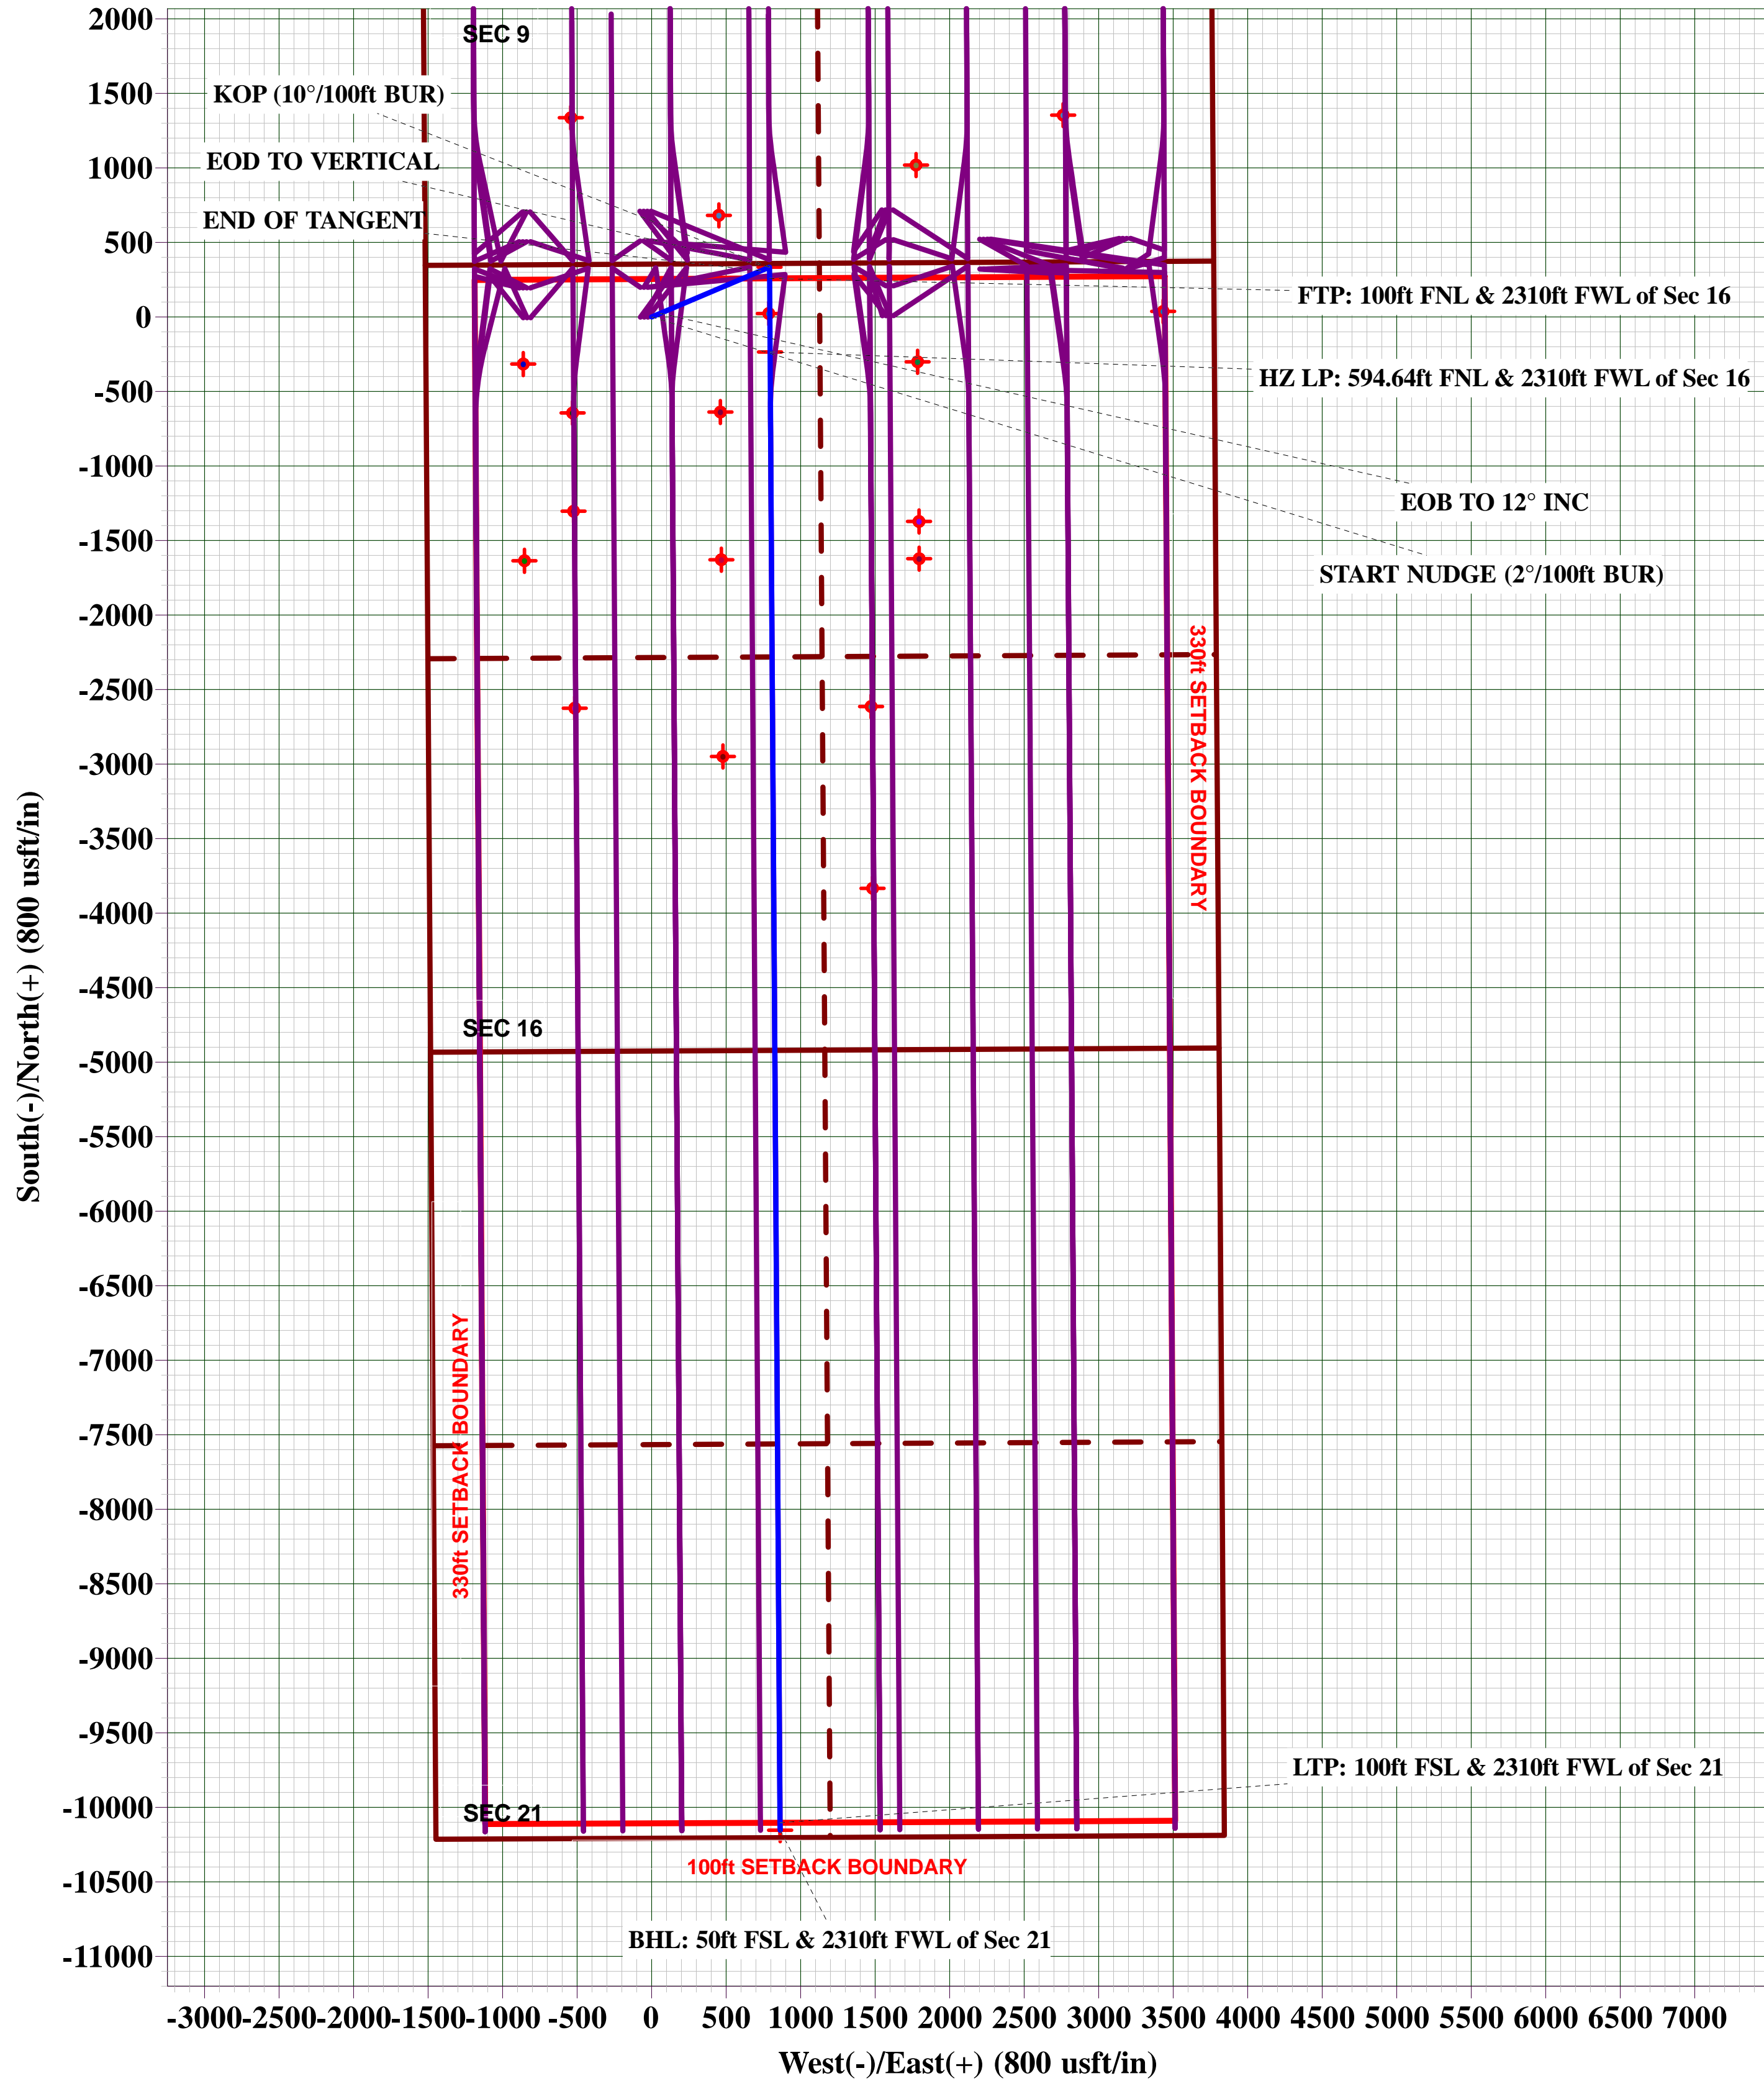 2000
SEC 9
1500
KOP (10°/100ft BUR)
1000
EOD TO VERTICAL
END OF TANGENT
500
FTP: 100ft FNL & 2310ft FWL of Sec 16
0
HZ LP: 594.64ft FNL & 2310ft FWL of Sec 16
-500
-1000
EOB TO 12° INC
-1500
START NUDGE (2°/100ft BUR)
-2000
330ft SETBACK BOUNDARY
-2500
-3000
-3500
-4000
-4500
SEC 16
-5000
South(-)/North(+) (800 usft/in)
-5500
-6000
-6500
-7000
330ft SETBACK BOUNDARY
-7500
-8000
-8500
-9000
-9500
LTP: 100ft FSL & 2310ft FWL of Sec 21
-10000
SEC 21
100ft SETBACK BOUNDARY
-10500
BHL: 50ft FSL & 2310ft FWL of Sec 21
-11000
-3000 -2500 -2000 -1500 -1000 -500 0 500 1000 1500 2000 2500 3000 3500 4000 4500 5000 5500 6000 6500 7000
West(-)/East(+) (800 usft/in)